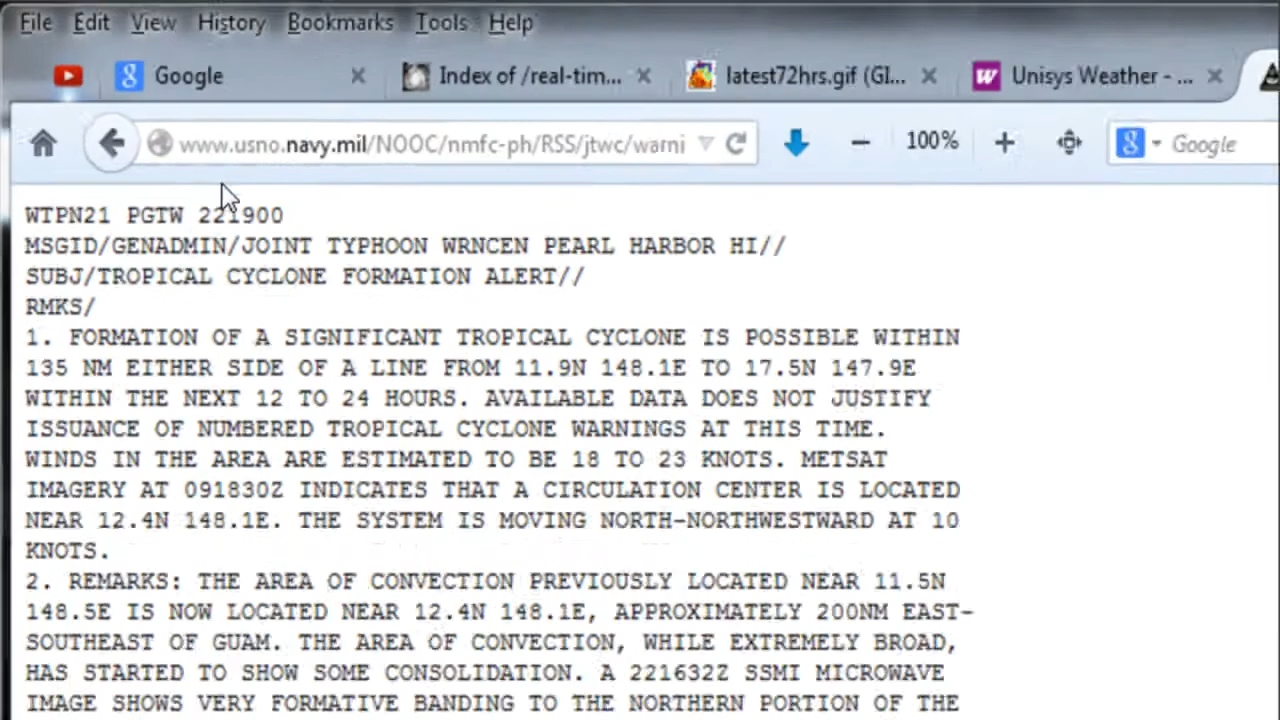 File Edit View History Bookmarks Tools Help
Google Index of /real-tim... latest72hrs.gif (GI... Unisys Weather - ...
www.usno.navy.mil/NOOC/nmfc-ph/RSS/jtwc/warni 100% Google
WTPN21 PGTW 221900
MSGID/GENADMIN/JOINT TYPHOON WRNCEN PEARL HARBOR HI//
SUBJ/TROPICAL CYCLONE FORMATION ALERT//
RMKS/
1. FORMATION OF A SIGNIFICANT TROPICAL CYCLONE IS POSSIBLE WITHIN
135 NM EITHER SIDE OF A LINE FROM 11.9N 148.1E TO 17.5N 147.9E
WITHIN THE NEXT 12 TO 24 HOURS. AVAILABLE DATA DOES NOT JUSTIFY
ISSUANCE OF NUMBERED TROPICAL CYCLONE WARNINGS AT THIS TIME.
WINDS IN THE AREA ARE ESTIMATED TO BE 18 TO 23 KNOTS. METSAT
IMAGERY AT 091830Z INDICATES THAT A CIRCULATION CENTER IS LOCATED
NEAR 12.4N 148.1E. THE SYSTEM IS MOVING NORTH-NORTHWESTWARD AT 10
KNOTS.
2. REMARKS: THE AREA OF CONVECTION PREVIOUSLY LOCATED NEAR 11.5N
148.5E IS NOW LOCATED NEAR 12.4N 148.1E, APPROXIMATELY 200NM EAST-
SOUTHEAST OF GUAM. THE AREA OF CONVECTION, WHILE EXTREMELY BROAD,
HAS STARTED TO SHOW SOME CONSOLIDATION. A 221632Z SSMI MICROWAVE
IMAGE SHOWS VERY FORMATIVE BANDING TO THE NORTHERN PORTION OF THE